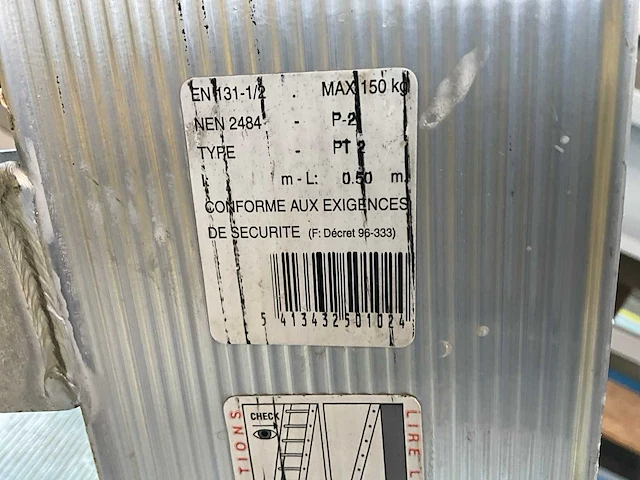 EN 131-1/2 - MAX 150 kg
NEN 2484 - P-2
TYPE - PT 2
m - L: 0.50 m
CONFORME AUX EXIGENCES
DE SECURITE (F: Décret 96-333)
5 413432 501024
CHECK
TIONS
LIRE L